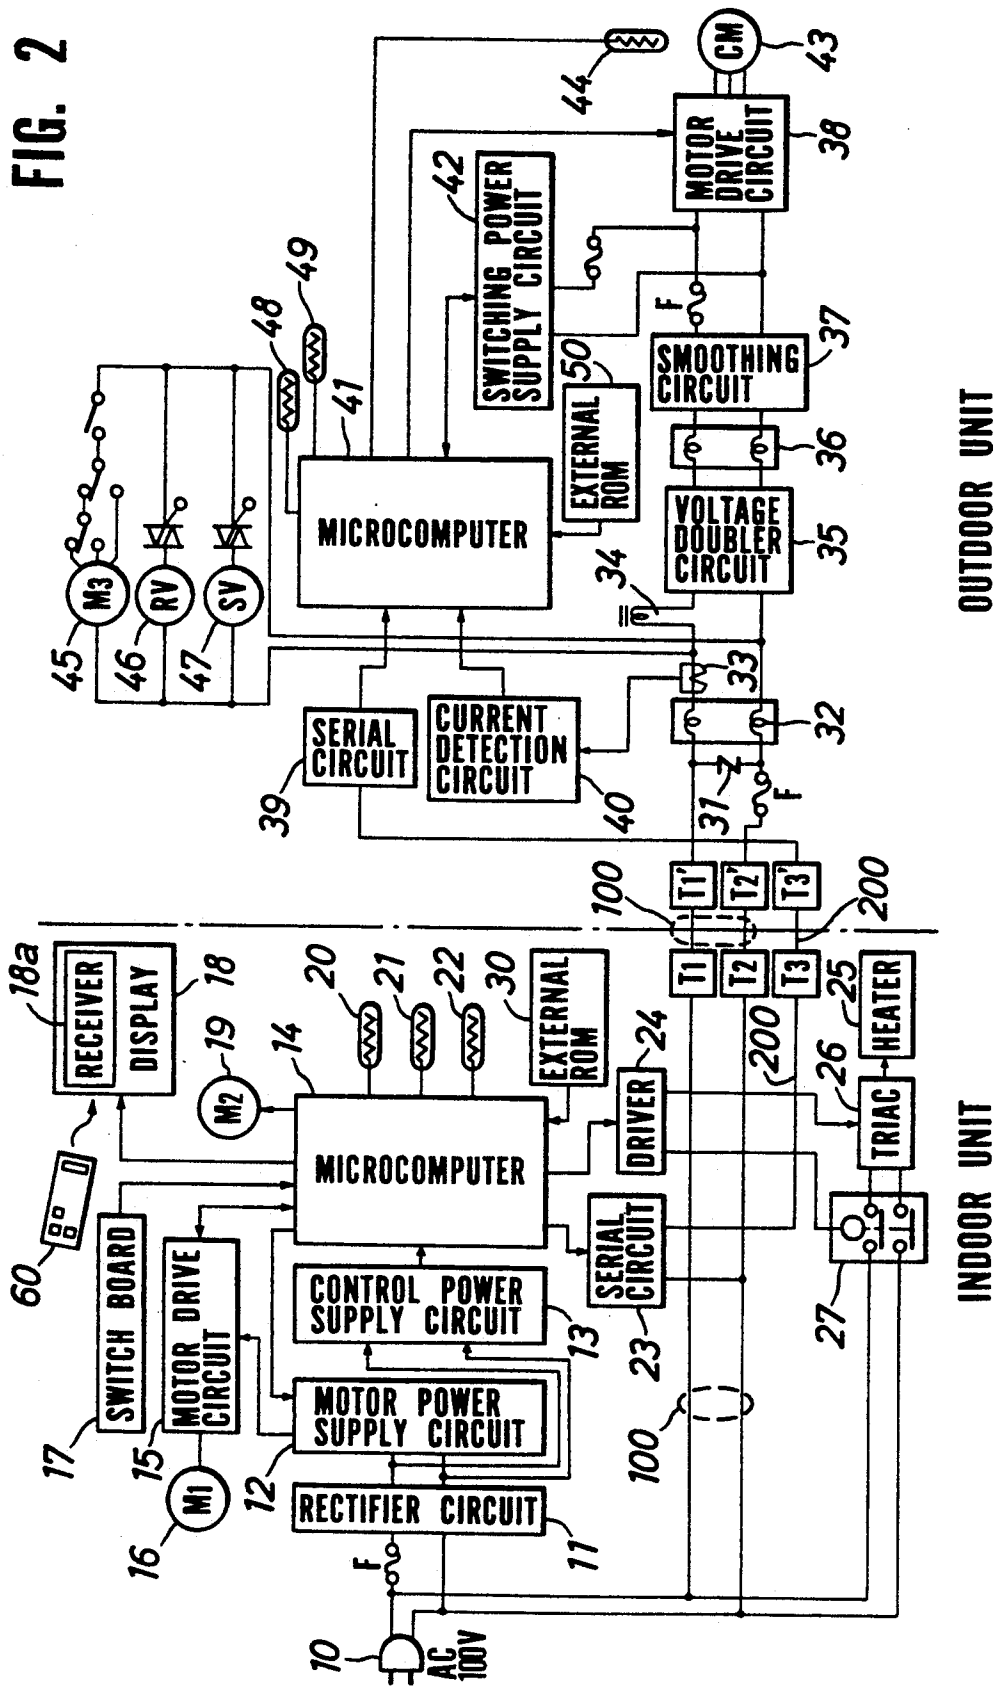 FIG. 2
18a
RECEIVER
DISPLAY
18
60
SWITCH BOARD
17
MOTOR DRIVE
CIRCUIT
15
M1
16
M2
19
14
MICROCOMPUTER
20
21
22
EXTERNAL
ROM
30
CONTROL POWER
SUPPLY CIRCUIT
13
MOTOR POWER
SUPPLY CIRCUIT
12
RECTIFIER CIRCUIT
11
F
10
AC
100V
SERIAL
CIRCUIT
23
DRIVER
24
100
200
TRIAC
26
HEATER
25
27
T1
T2
T3
100
200
T1'
T2'
T3'
INDOOR UNIT
M3
45
RV
46
SV
47
48
49
41
MICROCOMPUTER
SERIAL
CIRCUIT
39
CURRENT
DETECTION
CIRCUIT
40
EXTERNAL
ROM
50
SWITCHING POWER
SUPPLY CIRCUIT
42
44
31
F
32
33
34
VOLTAGE
DOUBLER
CIRCUIT
35
36
SMOOTHING
CIRCUIT
37
F
MOTOR
DRIVE
CIRCUIT
38
CM
43
OUTDOOR UNIT